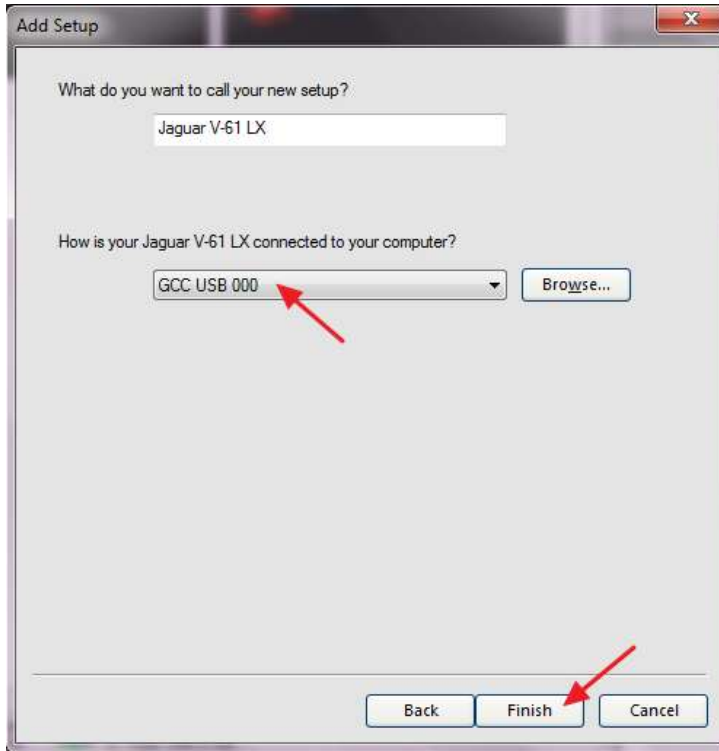 Add Setup
What do you want to call your new setup?
Jaguar V-61 LX
How is your Jaguar V-61 LX connected to your computer?
GCC USB 000
Browse...
Back
Finish
Cancel